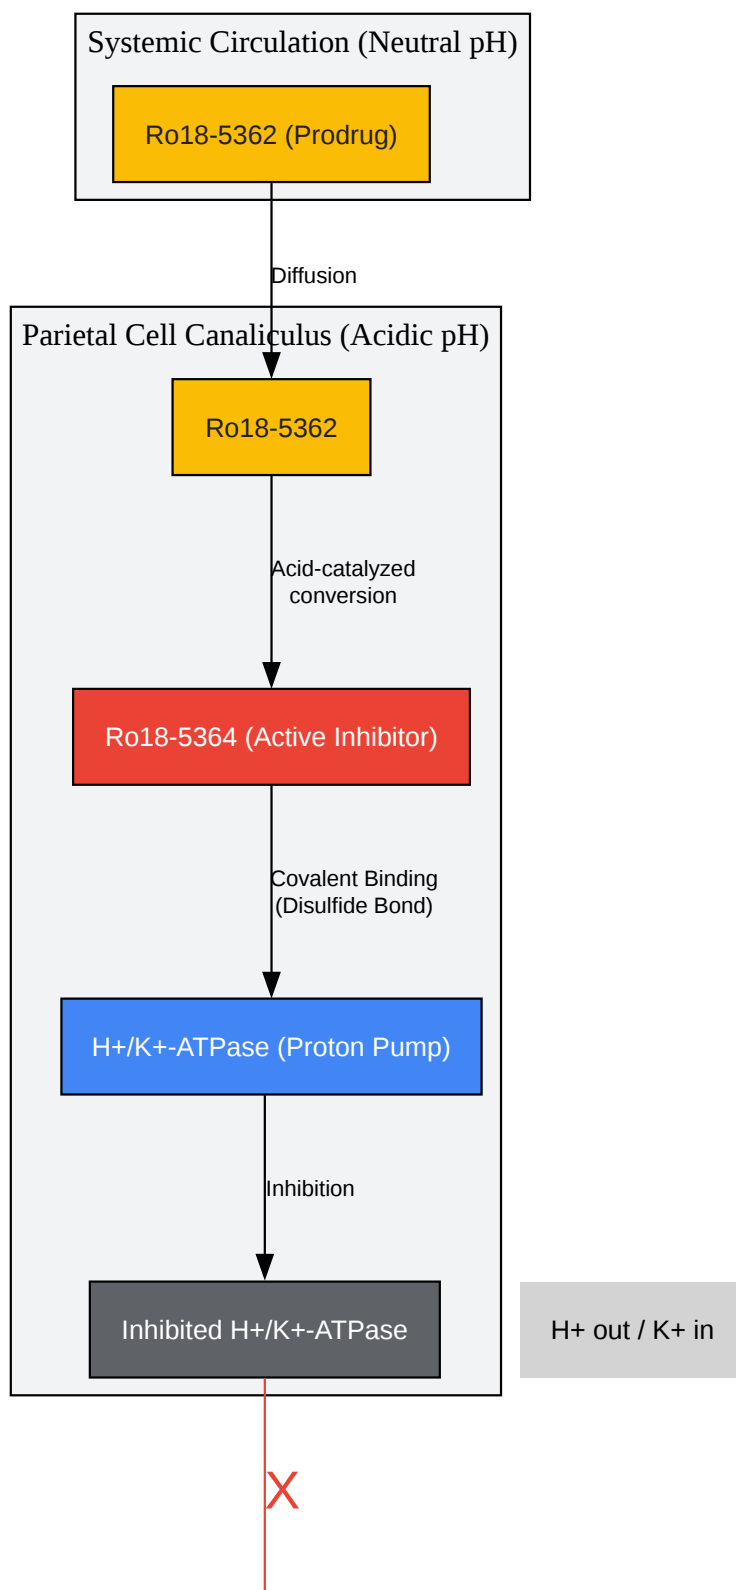 Systemic Circulation (Neutral pH)
Ro18-5362 (Prodrug)
Diffusion
Parietal Cell Canaliculus (Acidic pH)
Ro18-5362
Acid-catalyzed
conversion
Ro18-5364 (Active Inhibitor)
Covalent Binding
(Disulfide Bond)
H+/K+-ATPase (Proton Pump)
Inhibition
Inhibited H+/K+-ATPase
H+ out / K+ in
X